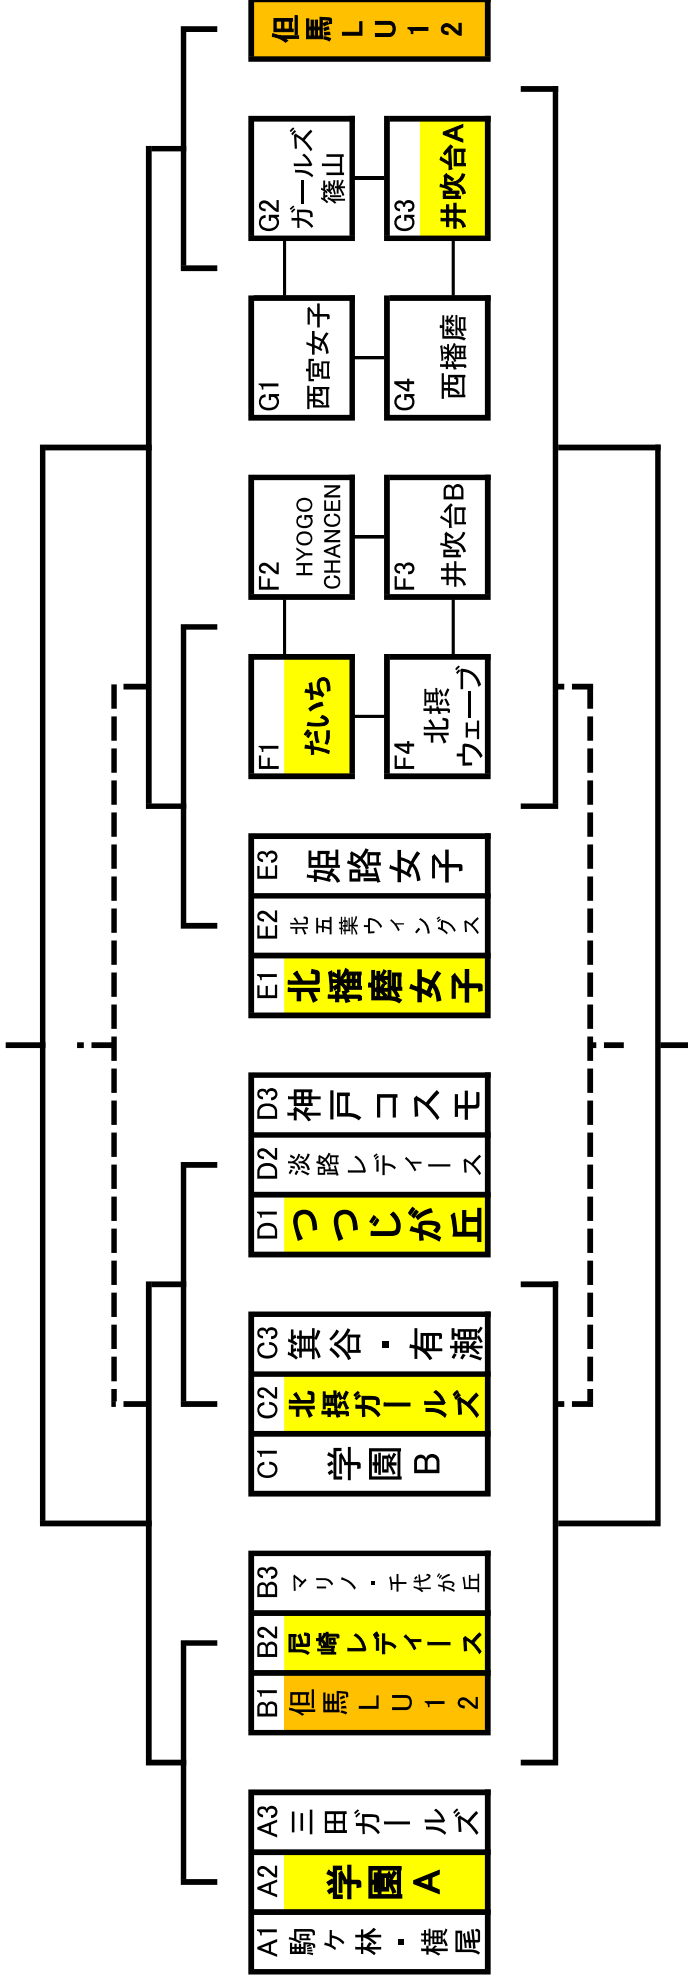 A1
駒ヶ林・横尾
A2
学園A
A3
三田ガールズ
B1
但馬LU12
B2
尼崎レディース
B3
マリノ・千代が丘
C1
学園B
C2
北摂ガールズ
C3
箕谷・有瀬
D1
つつじが丘
D2
淡路レディース
D3
神戸コスモ
E1
北播磨女子
E2
北五葉ウィングス
E3
姫路女子
F1
だいち
F4
北摂
ウェーブ
F2
HYOGO
CHANCEN
F3
井吹台B
G1
西宮女子
G4
西播磨
G2
ガールズ
篠山
G3
井吹台A
但馬LU12